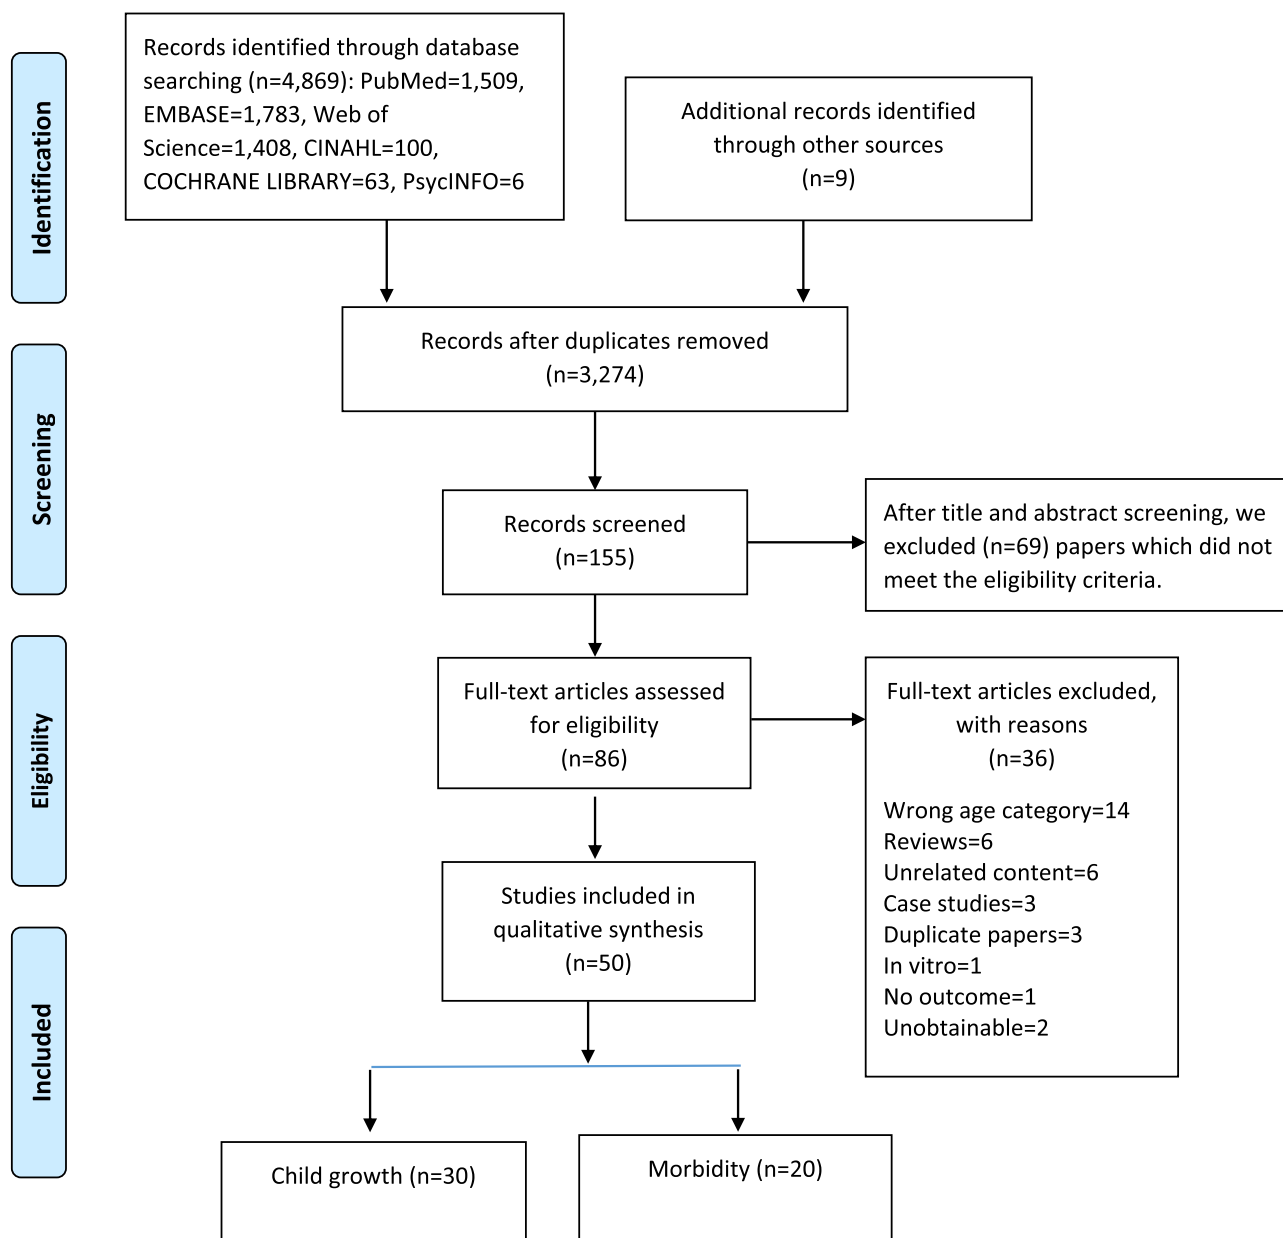 Identification
Records identified through database
searching (n=4,869): PubMed=1,509,
EMBASE=1,783, Web of
Science=1,408, CINAHL=100,
COCHRANE LIBRARY=63, PsycINFO=6
Additional records identified
through other sources
(n=9)
Records after duplicates removed
(n=3,274)
Screening
Records screened
(n=155)
After title and abstract screening, we
excluded (n=69) papers which did not
meet the eligibility criteria.
Eligibility
Full-text articles assessed
for eligibility
(n=86)
Full-text articles excluded,
with reasons
(n=36)
Wrong age category=14
Reviews=6
Unrelated content=6
Case studies=3
Duplicate papers=3
In vitro=1
No outcome=1
Unobtainable=2
Studies included in
qualitative synthesis
(n=50)
Included
Child growth (n=30)
Morbidity (n=20)